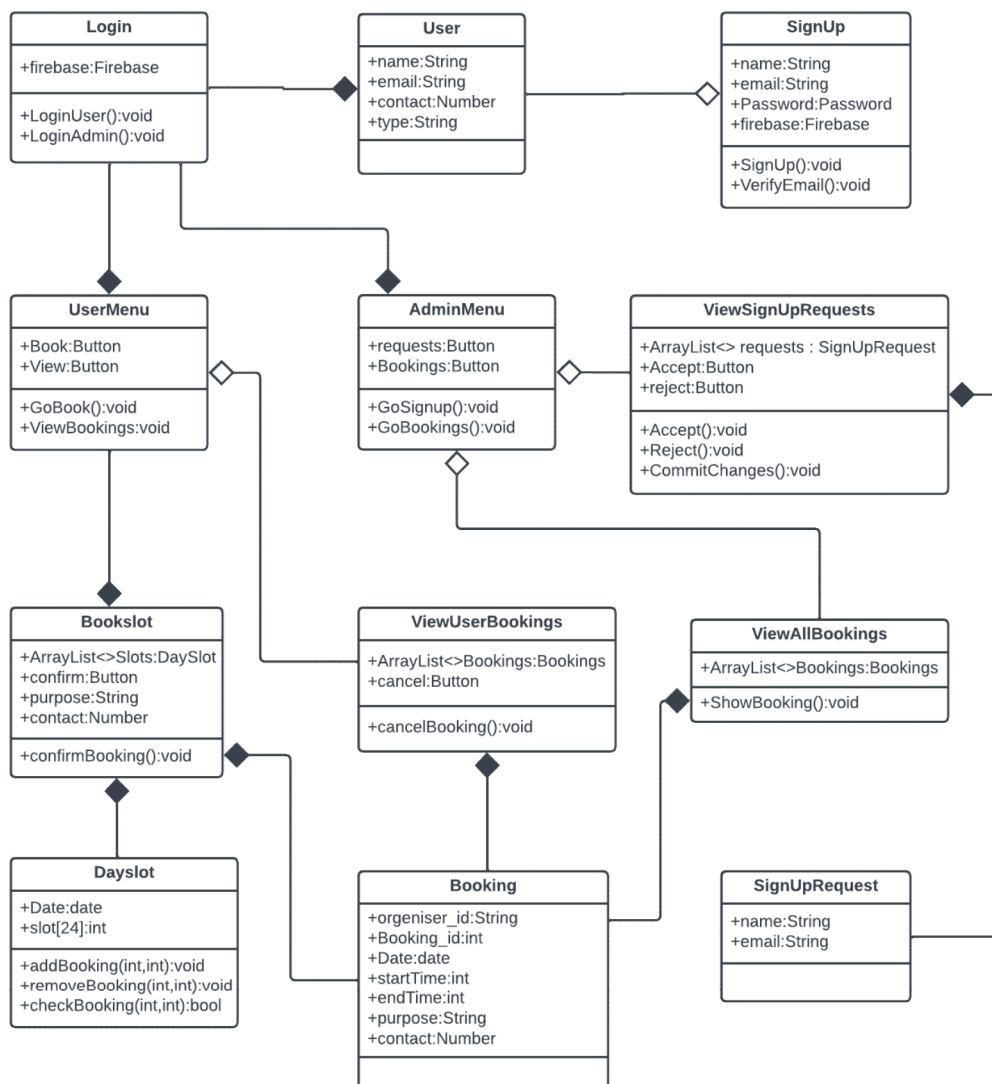 Login
+firebase:Firebase
+LoginUser():void
+LoginAdmin():void
User
+name:String
+email:String
+contact:Number
+type:String
SignUp
+name:String
+email:String
+Password:Password
+firebase:Firebase
+SignUp():void
+VerifyEmail():void
UserMenu
+Book:Button
+View:Button
+GoBook():void
+ViewBookings:void
AdminMenu
+requests:Button
+Bookings:Button
+GoSignup():void
+GoBookings():void
ViewSignUpRequests
+ArrayList<> requests : SignUpRequest
+Accept:Button
+reject:Button
+Accept():void
+Reject():void
+CommitChanges():void
Bookslot
+ArrayList<>Slots:DaySlot
+confirm:Button
+purpose:String
+contact:Number
+confirmBooking():void
ViewUserBookings
+ArrayList<>Bookings:Bookings
+cancel:Button
+cancelBooking():void
ViewAllBookings
+ArrayList<>Bookings:Bookings
+ShowBooking():void
Dayslot
+Date:date
+slot[24]:int
+addBooking(int,int):void
+removeBooking(int,int):void
+checkBooking(int,int):bool
Booking
+orgeniser_id:String
+Booking_id:int
+Date:date
+startTime:int
+endTime:int
+purpose:String
+contact:Number
SignUpRequest
+name:String
+email:String